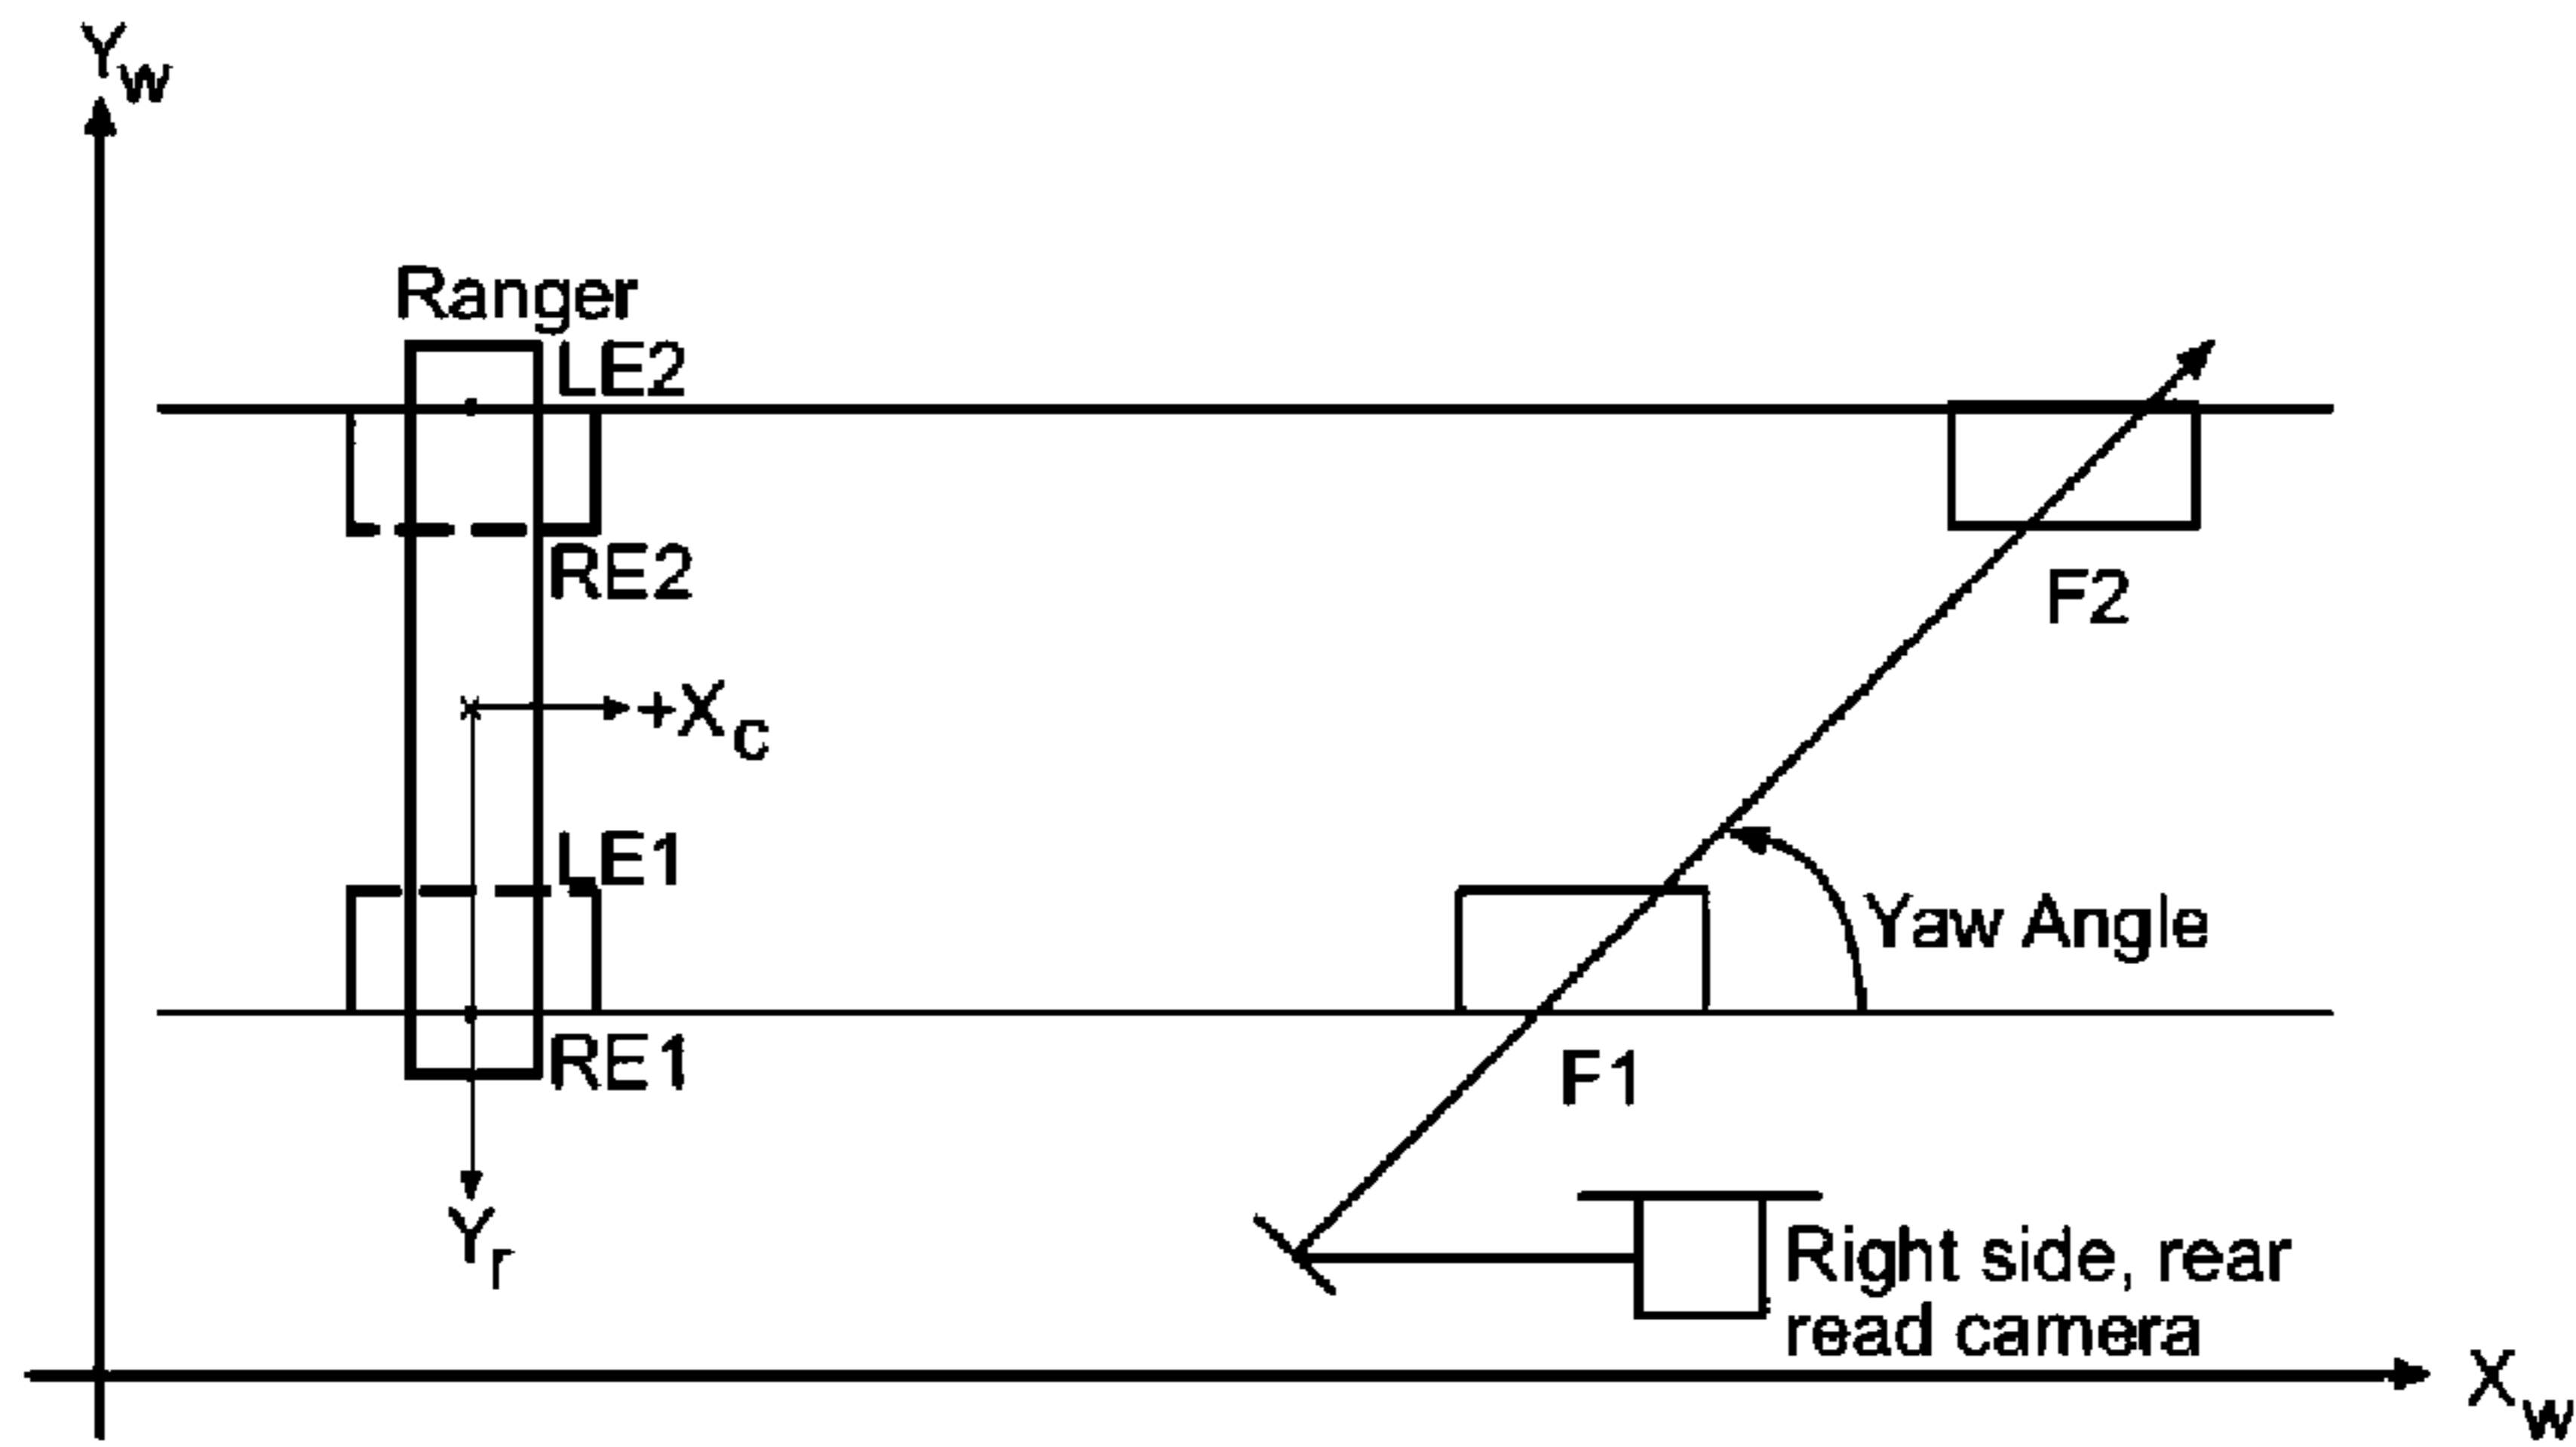 Yw
Ranger
LE2
RE2
F2
+Xc
LE1
Yaw Angle
RE1
F1
Yr
Right side, rear
read camera
Xw